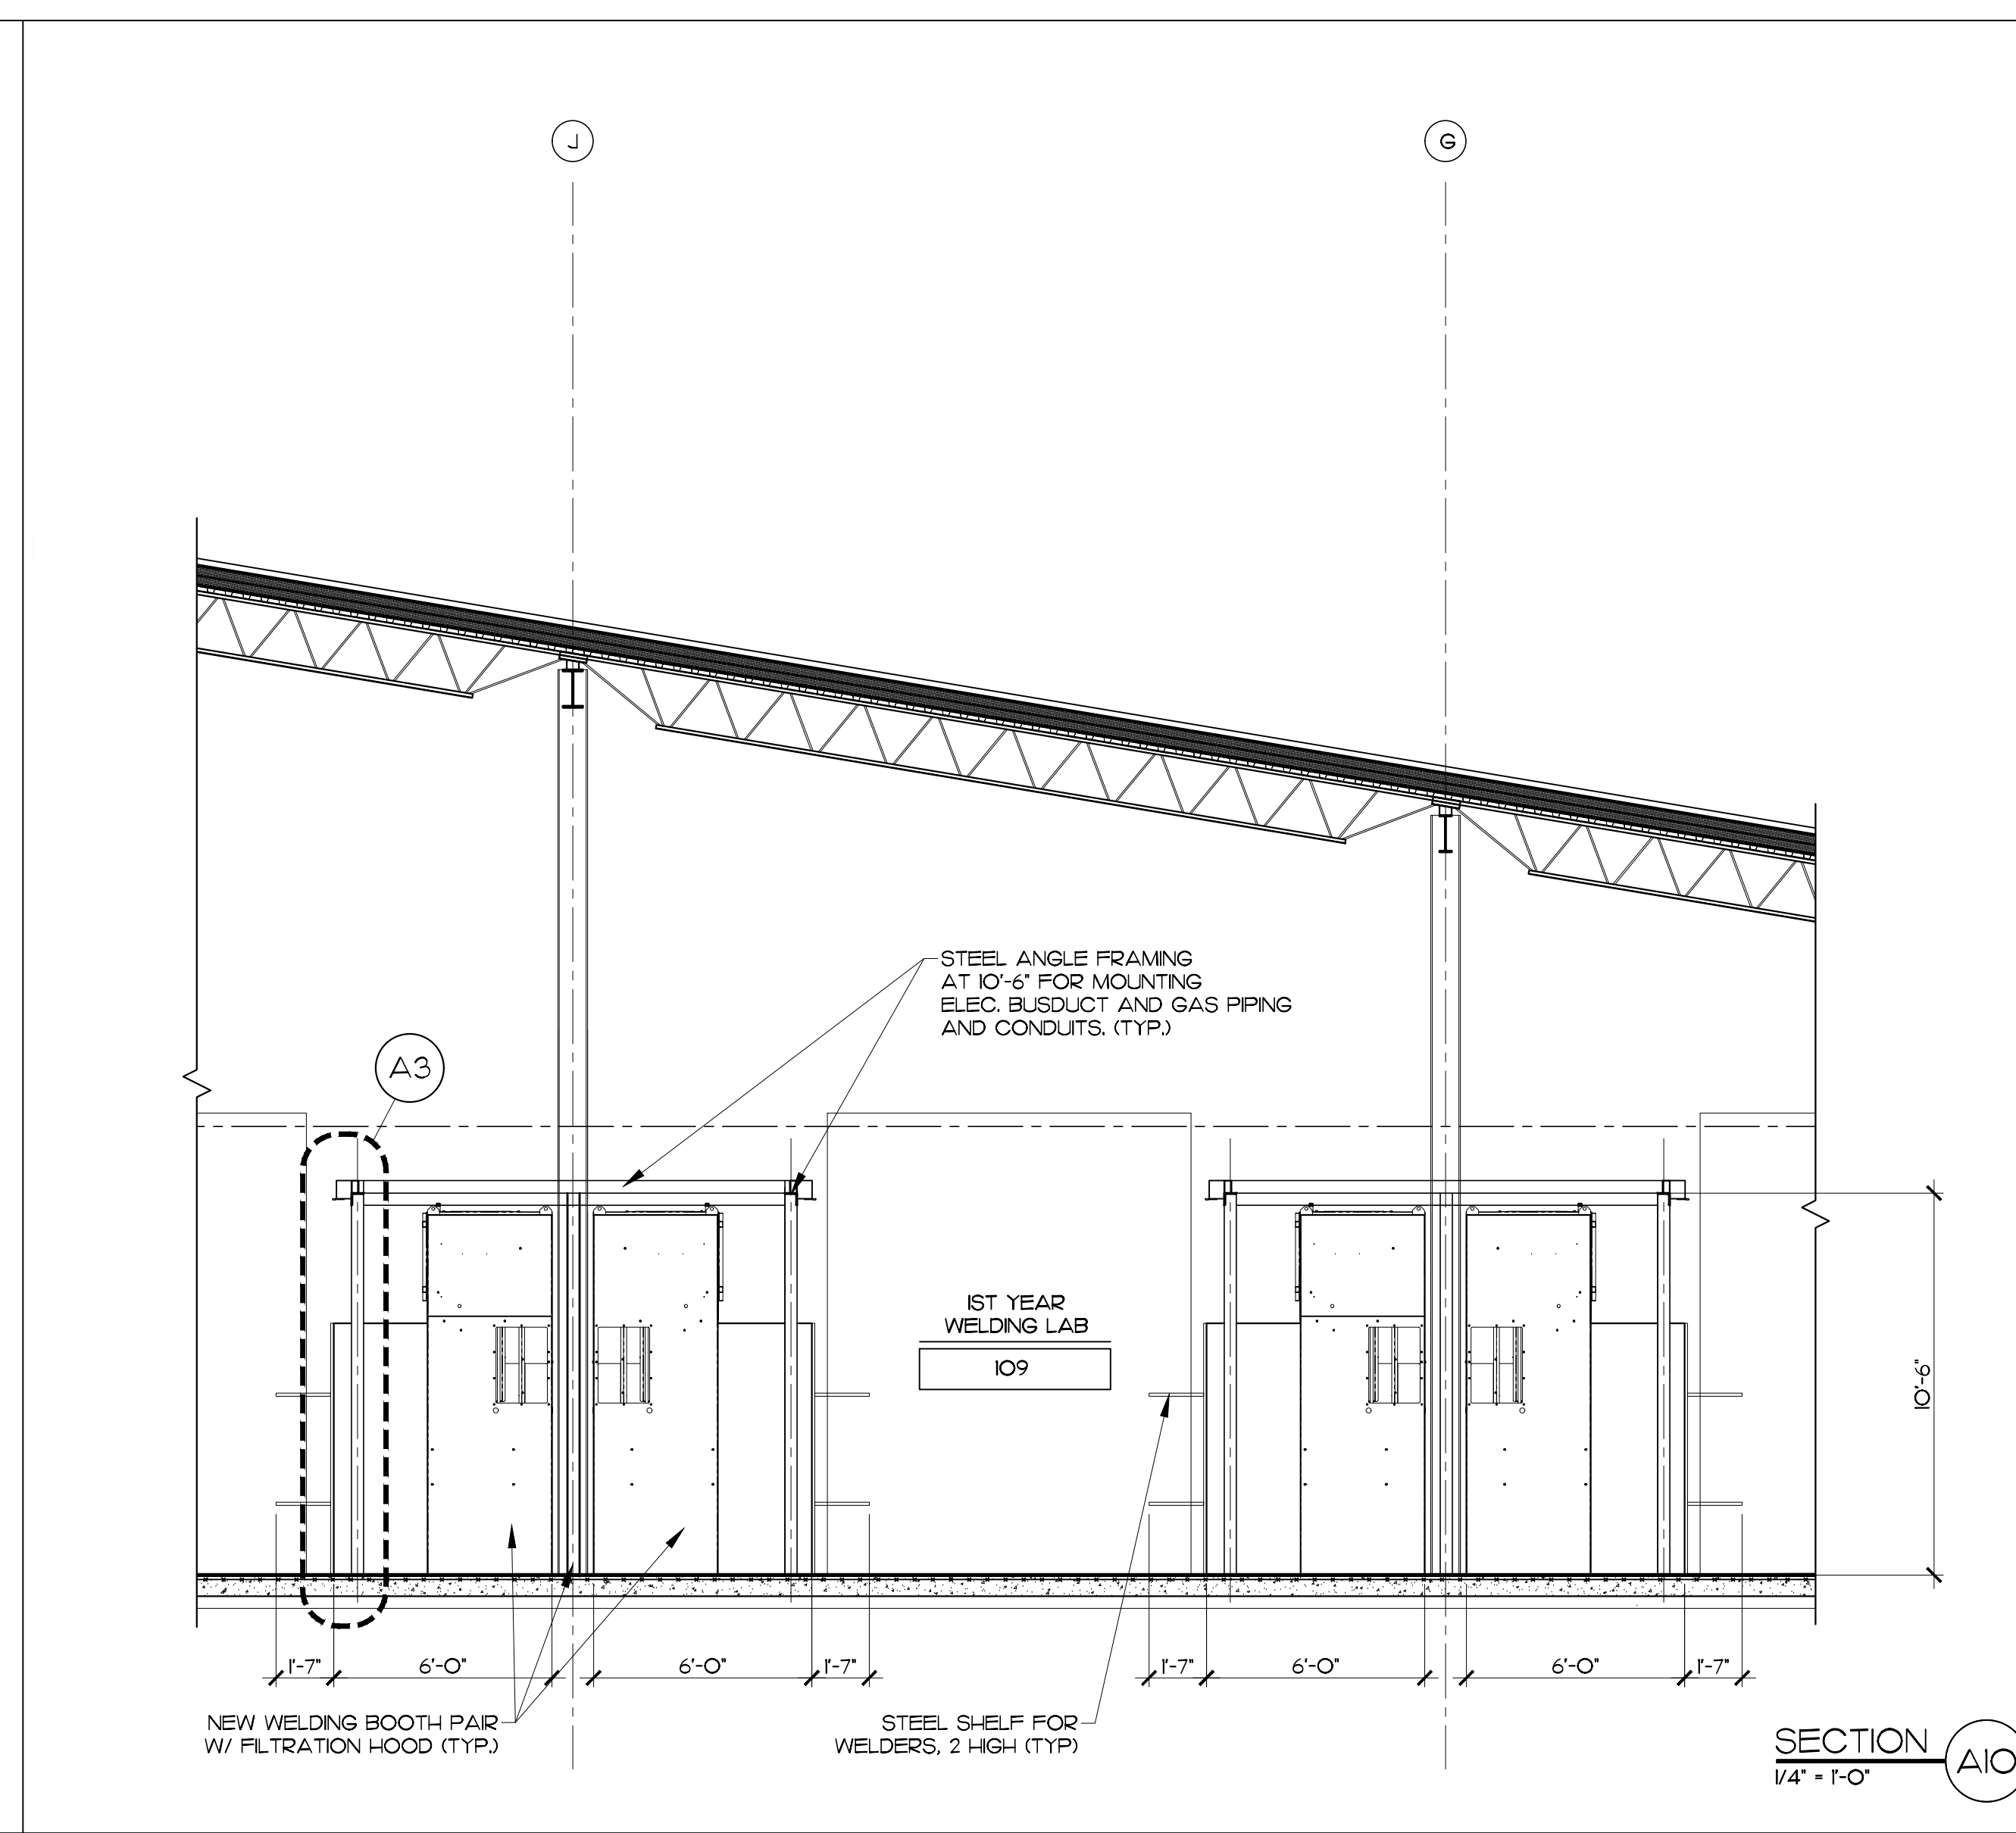 J
G
STEEL ANGLE FRAMING
AT 10'-6" FOR MOUNTING
ELEC. BUSDUCT AND GAS PIPING
AND CONDUITS. (TYP.)
A3
1ST YEAR
WELDING LAB
109
10'-6"
1'-7"
6'-0"
6'-0"
1'-7"
1'-7"
6'-0"
6'-0"
1'-7"
NEW WELDING BOOTH PAIR
W/ FILTRATION HOOD (TYP.)
STEEL SHELF FOR
WELDERS, 2 HIGH (TYP)
SECTION
1/4" = 1'-0"
A10